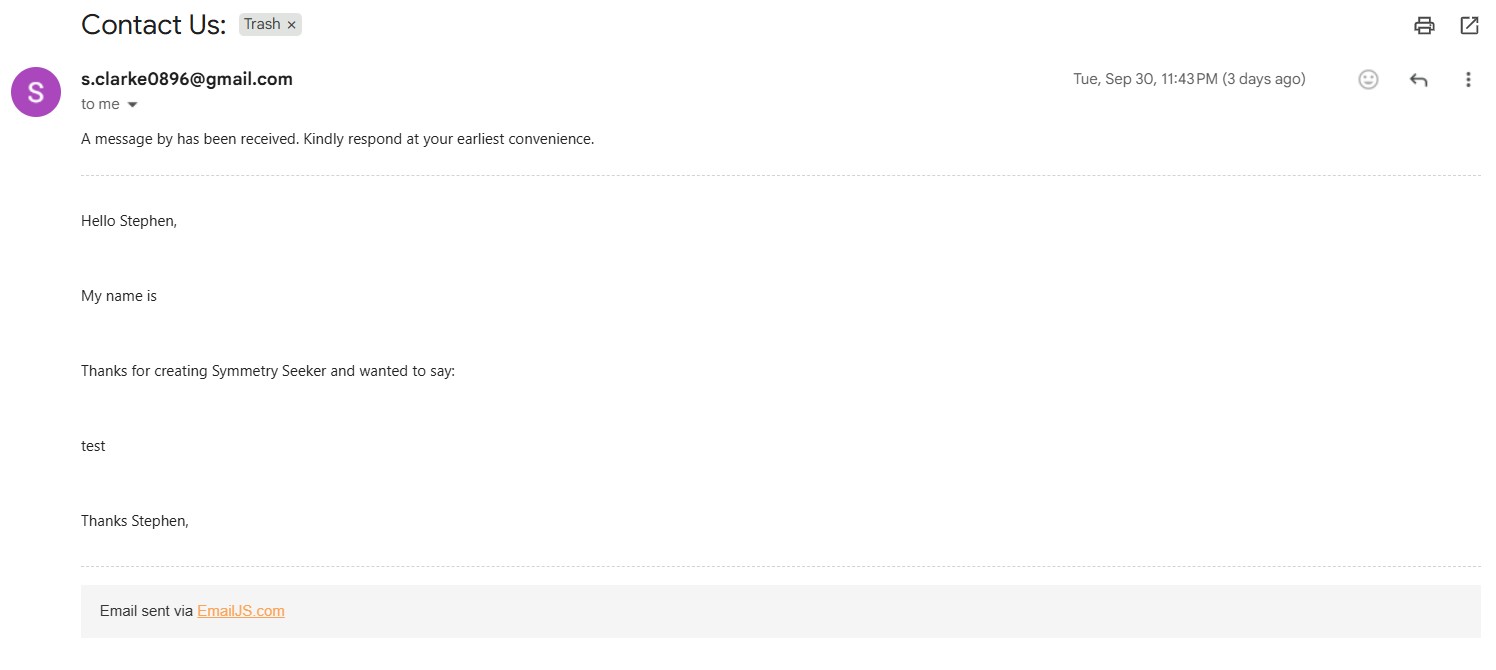 Contact Us: Trash ×
S
s.clarke0896@gmail.com Tue, Sep 30, 11:43 PM (3 days ago)
to me
A message by has been received. Kindly respond at your earliest convenience.
Hello Stephen,
My name is
Thanks for creating Symmetry Seeker and wanted to say:
test
Thanks Stephen,
Email sent via EmailJS.com